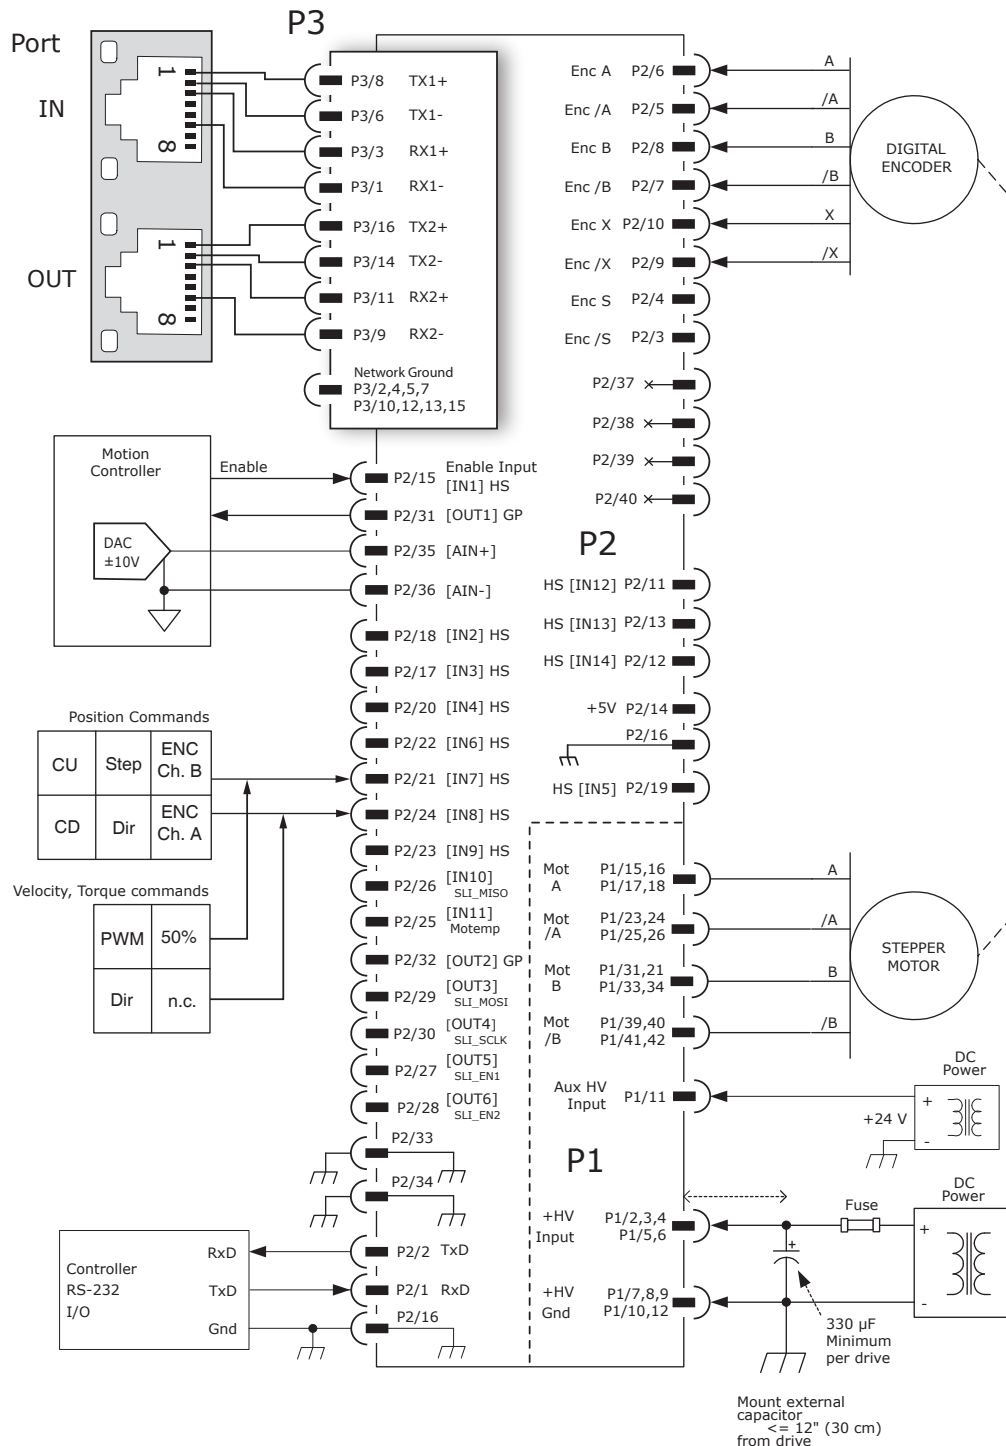 P3
Port
IN
OUT
1
8
1
8
P3/8 TX1+
P3/6 TX1-
P3/3 RX1+
P3/1 RX1-
P3/16 TX2+
P3/14 TX2-
P3/11 RX2+
P3/9 RX2-
Network Ground
P3/2,4,5,7
P3/10,12,13,15
Enc A P2/6
Enc /A P2/5
Enc B P2/8
Enc /B P2/7
Enc X P2/10
Enc /X P2/9
Enc S P2/4
Enc /S P2/3
P2/37
P2/38
P2/39
P2/40
A
/A
B
/B
X
/X
DIGITAL
ENCODER
Motion
Controller
Enable
DAC
±10V
P2/15 Enable Input
[IN1] HS
P2/31 [OUT1] GP
P2/35 [AIN+]
P2/36 [AIN-]
P2/18 [IN2] HS
P2/17 [IN3] HS
P2/20 [IN4] HS
P2/22 [IN6] HS
P2/21 [IN7] HS
P2/24 [IN8] HS
P2/23 [IN9] HS
P2/26 [IN10]
SLI_MISO
P2/25 [IN11]
Motemp
P2/32 [OUT2] GP
P2/29 [OUT3]
SLI_MOSI
P2/30 [OUT4]
SLI_SCLK
P2/27 [OUT5]
SLI_EN1
P2/28 [OUT6]
SLI_EN2
P2/33
P2/34
P2/2 TxD
P2/1 RxD
P2/16
P2
HS [IN12] P2/11
HS [IN13] P2/13
HS [IN14] P2/12
+5V P2/14
P2/16
HS [IN5] P2/19
Position Commands
CU Step ENC
Ch. B
CD Dir ENC
Ch. A
Velocity, Torque commands
PWM 50%
Dir n.c.
Mot
A
P1/15,16
P1/17,18
Mot
/A
P1/23,24
P1/25,26
Mot
B
P1/31,21
P1/33,34
Mot
/B
P1/39,40
P1/41,42
A
/A
B
/B
STEPPER
MOTOR
Aux HV
Input
P1/11
DC
Power
+24 V
+
-
P1
+HV
Input
P1/2,3,4
P1/5,6
+HV
Gnd
P1/7,8,9
P1/10,12
Fuse
DC
Power
+
-
+
330 µF
Minimum
per drive
Mount external
capacitor
<= 12" (30 cm)
from drive
Controller
RS-232
I/O
RxD
TxD
Gnd